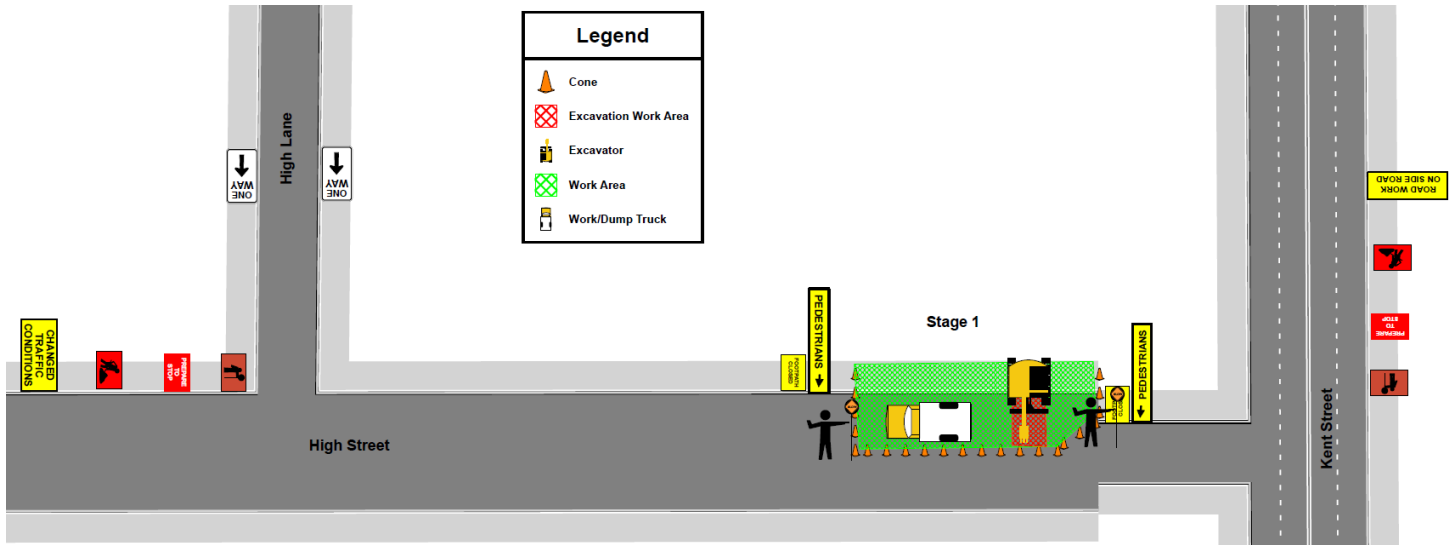 Legend
Cone
Excavation Work Area
Excavator
Work Area
Work/Dump Truck
High Lane
ONE
WAY
ONE
WAY
ROAD WORK
ON SIDE ROAD
CHANGED
TRAFFIC
CONDITIONS
PREPARE
TO
STOP
FOOTPATH
CLOSED
PEDESTRIANS
Stage 1
PEDESTRIANS
PREPARE
TO
STOP
High Street
Kent Street